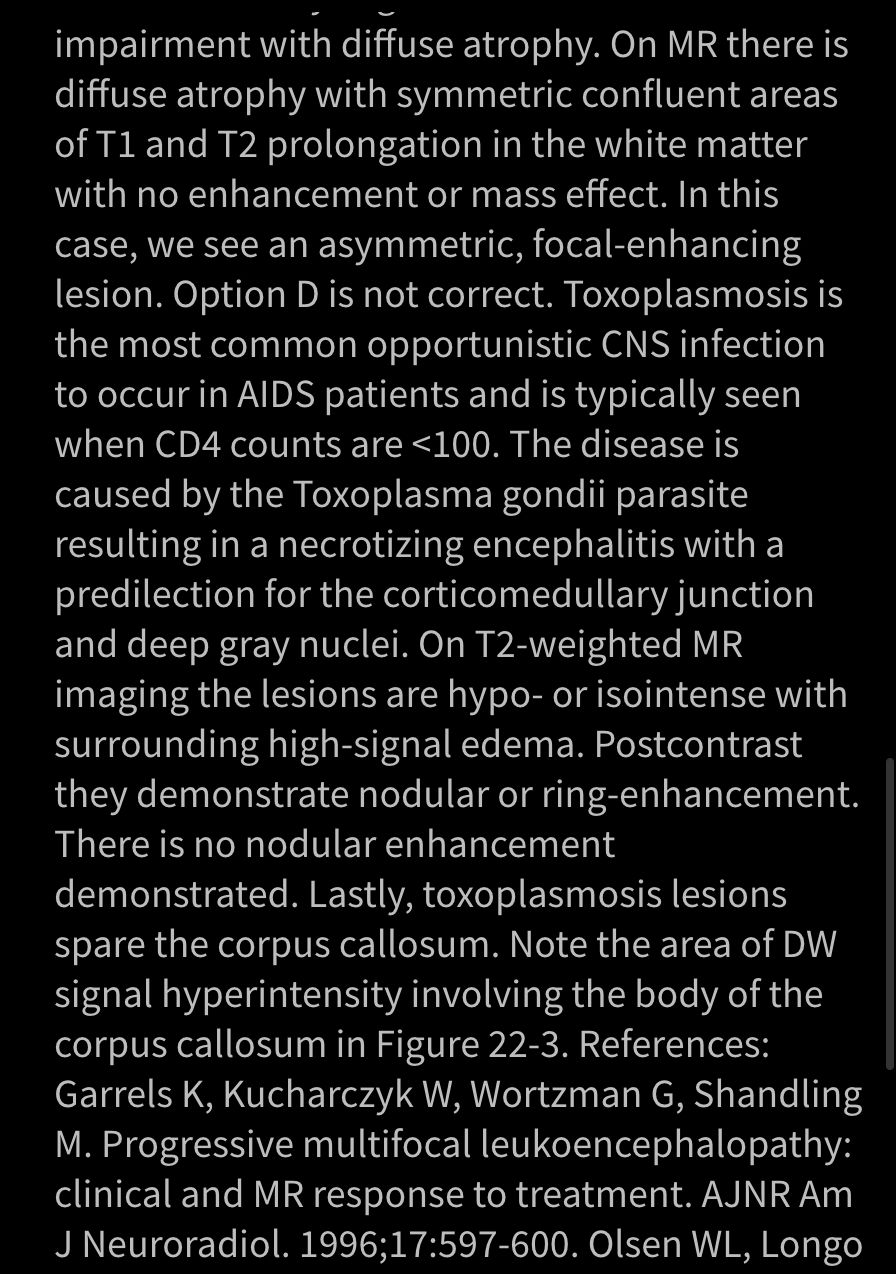 impairment with diffuse atrophy. On MR there is
diffuse atrophy with symmetric confluent areas
of T1 and T2 prolongation in the white matter
with no enhancement or mass effect. In this
case, we see an asymmetric, focal-enhancing
lesion. Option D is not correct. Toxoplasmosis is
the most common opportunistic CNS infection
to occur in AIDS patients and is typically seen
when CD4 counts are <100. The disease is
caused by the Toxoplasma gondii parasite
resulting in a necrotizing encephalitis with a
predilection for the corticomedullary junction
and deep gray nuclei. On T2-weighted MR
imaging the lesions are hypo- or isointense with
surrounding high-signal edema. Postcontrast
they demonstrate nodular or ring-enhancement.
There is no nodular enhancement
demonstrated. Lastly, toxoplasmosis lesions
spare the corpus callosum. Note the area of DW
signal hyperintensity involving the body of the
corpus callosum in Figure 22-3. References:
Garrels K, Kucharczyk W, Wortzman G, Shandling
M. Progressive multifocal leukoencephalopathy:
clinical and MR response to treatment. AJNR Am
J Neuroradiol. 1996;17:597-600. Olsen WL, Longo